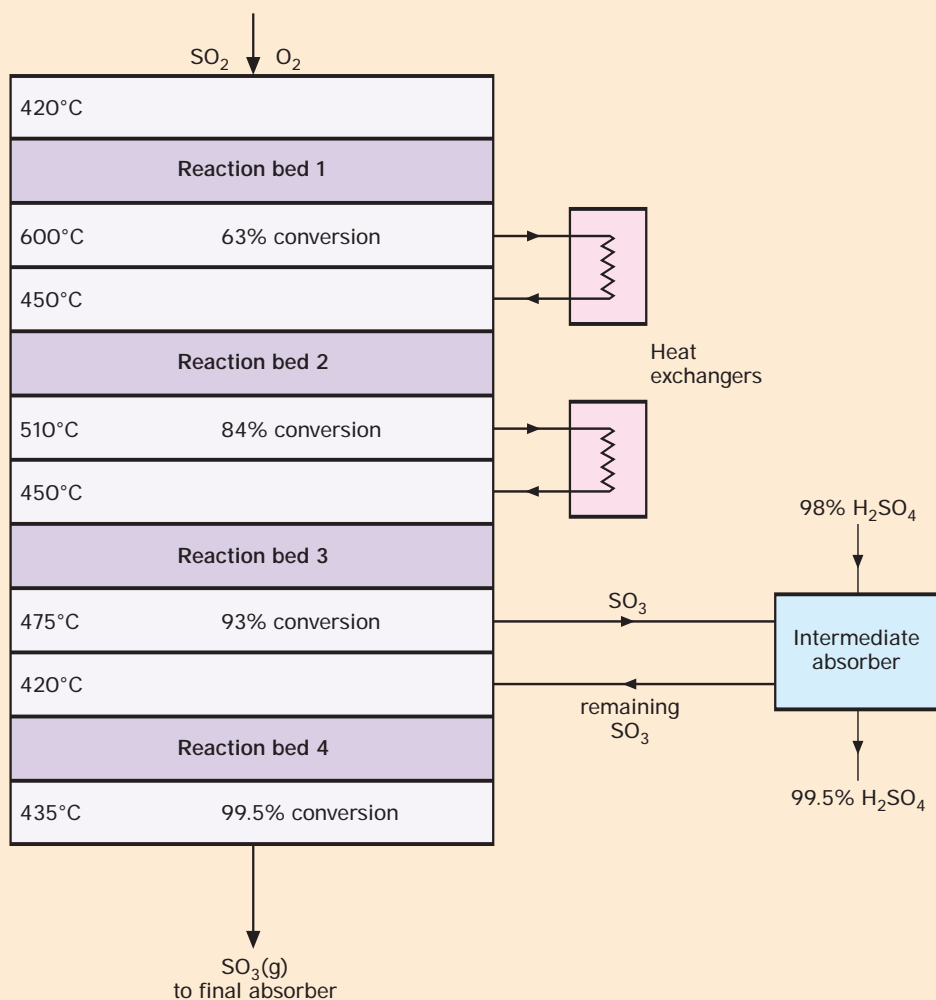 SO₂ O₂
420°C
Reaction bed 1
600°C 63% conversion
450°C
Reaction bed 2
Heat
exchangers
510°C 84% conversion
450°C
98% H₂SO₄
Reaction bed 3
SO₃
475°C 93% conversion
Intermediate
absorber
420°C
remaining
SO₃
Reaction bed 4
99.5% H₂SO₄
435°C 99.5% conversion
SO₃(g)
to final absorber